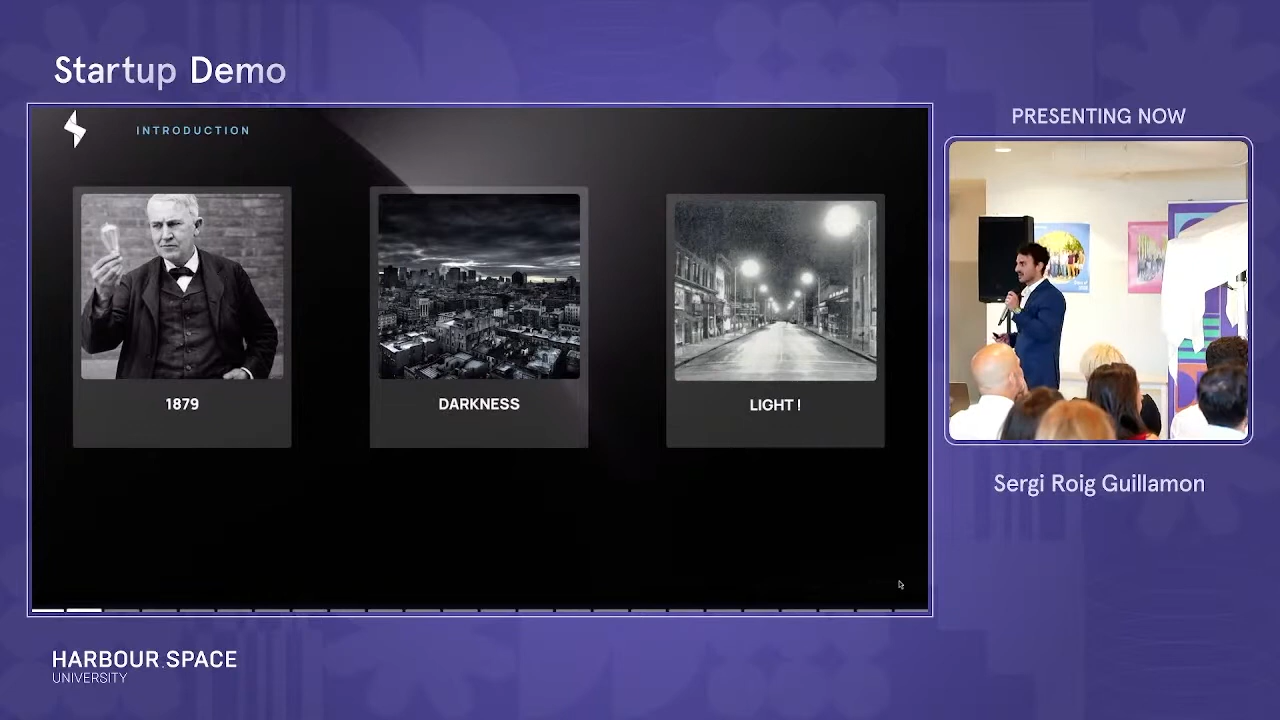 Startup Demo
INTRODUCTION
1879
DARKNESS
LIGHT !
PRESENTING NOW
Sergi Roig Guillamon
HARBOUR.SPACE
UNIVERSITY